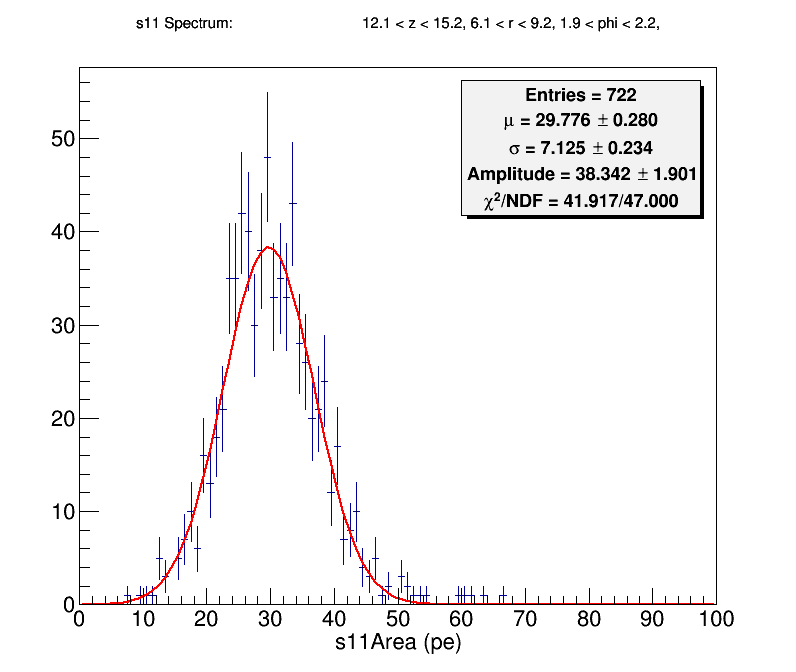 s11 Spectrum: 12.1 < z < 15.2, 6.1 < r < 9.2, 1.9 < phi < 2.2,
Entries = 722
μ = 29.776 ± 0.280
σ = 7.125 ± 0.234
Amplitude = 38.342 ± 1.901
χ²/NDF = 41.917/47.000
50
40
30
20
10
0
0 10 20 30 40 50 60 70 80 90 100
s11Area (pe)